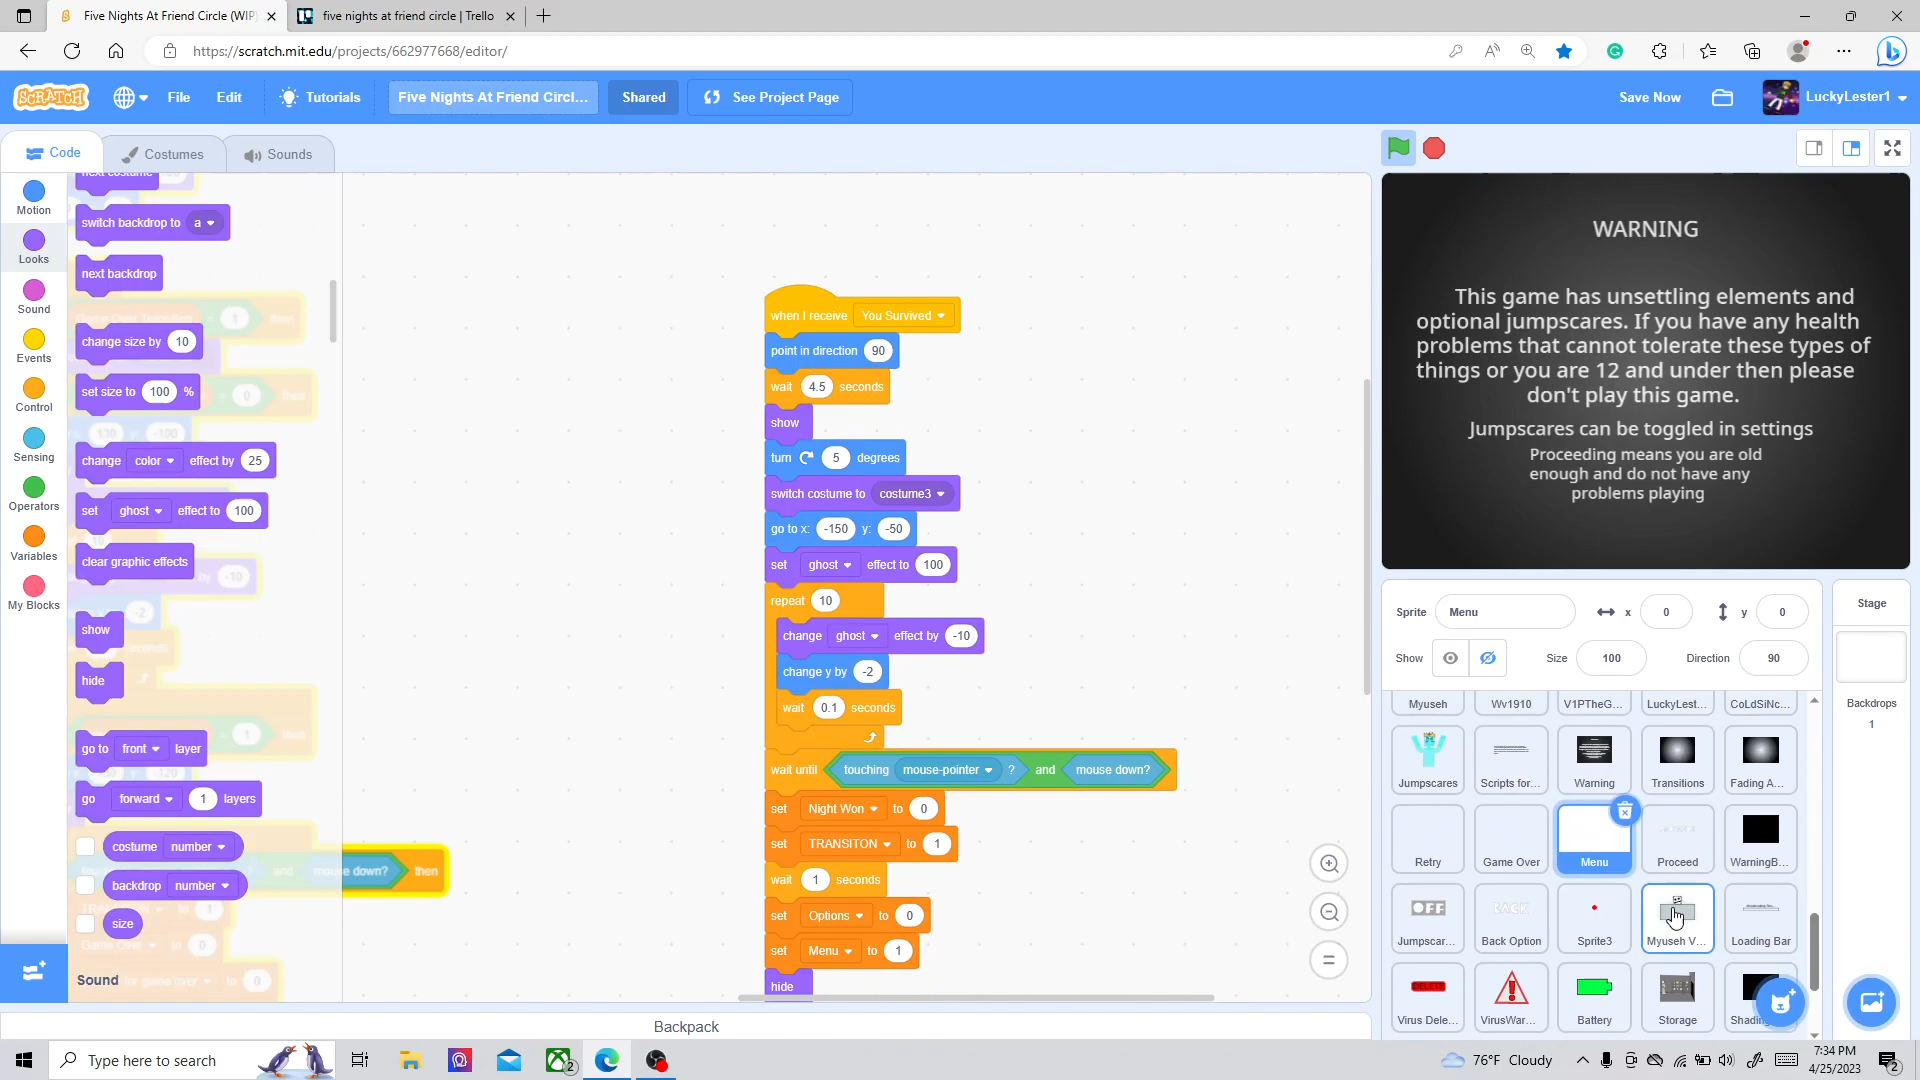 Five Nights At Friend Circle (WIP)
five nights at friend circle | Trello
https://scratch.mit.edu/projects/662977668/editor/
SCRATCH
File
Edit
Tutorials
Five Nights At Friend Circl...
Shared
See Project Page
Save Now
LuckyLester1
Code
Costumes
Sounds
Motion
Looks
Sound
Events
Control
Sensing
Operators
Variables
My Blocks
next costume
switch backdrop to a
next backdrop
change size by 10
set size to 100 %
change color effect by 25
set ghost effect to 100
clear graphic effects
show
hide
go to front layer
go forward 1 layers
costume number
backdrop number
size
Sound
mouse down? then
when I receive You Survived
point in direction 90
wait 4.5 seconds
show
turn 5 degrees
switch costume to costume3
go to x: -150 y: -50
set ghost effect to 100
repeat 10
change ghost effect by -10
change y by -2
wait 0.1 seconds
wait until touching mouse-pointer ? and mouse down?
set Night Won to 0
set TRANSITON to 1
wait 1 seconds
set Options to 0
set Menu to 1
hide
Backpack
WARNING
This game has unsettling elements and
optional jumpscares. If you have any health
problems that cannot tolerate these types of
things or you are 12 and under then please
don't play this game.
Jumpscares can be toggled in settings
Proceeding means you are old
enough and do not have any
problems playing
Sprite Menu x 0 y 0
Show Size 100 Direction 90
Stage
Backdrops
1
Myuseh Wv1910 V1PTheG... LuckyLest... CoLdSiNc...
Jumpscares Scripts for... Warning Transitions Fading A...
Retry Game Over Menu Proceed WarningB...
OFF BACK
Jumpscar... Back Option Sprite3 Myuseh V... Loading Bar
DELETE
Virus Dele... VirusWar... Battery Storage Shadin
Type here to search
2
76°F Cloudy
7:34 PM
4/25/2023
2